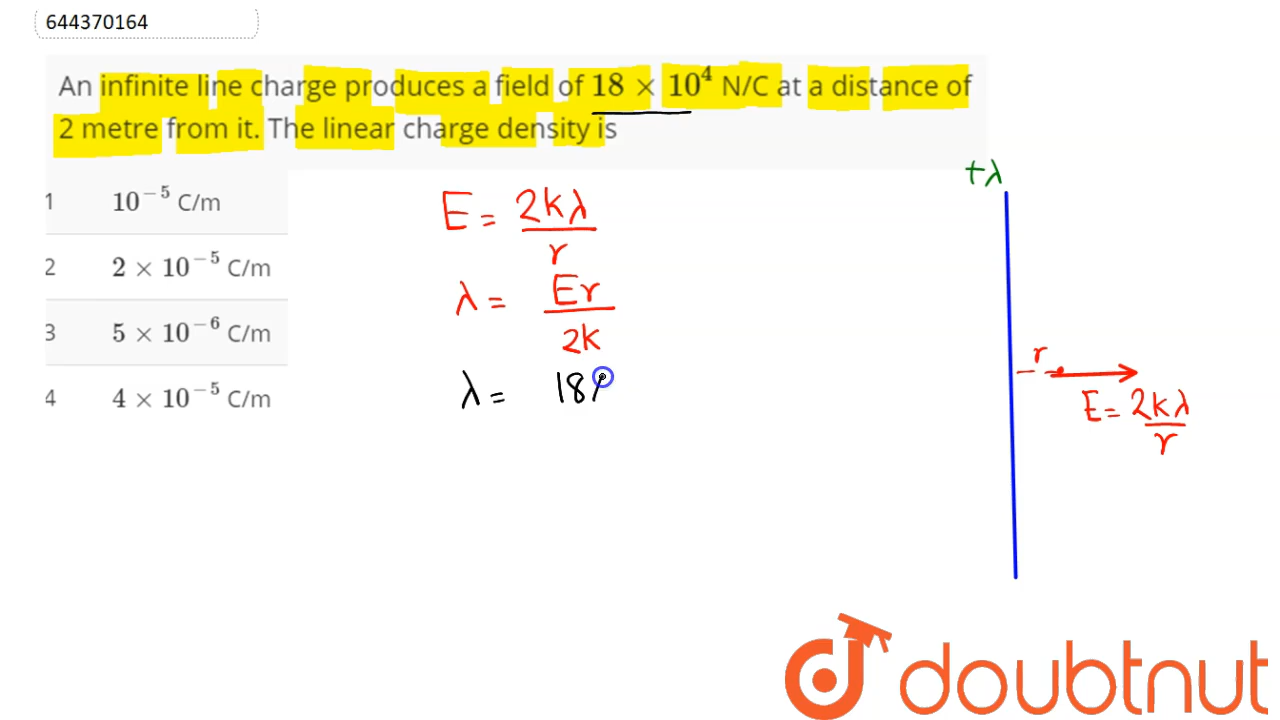 644370164
An infinite line charge produces a field of 18 × 10⁴ N/C at a distance of
2 metre from it. The linear charge density is
1 10⁻⁵ C/m
2 2 × 10⁻⁵ C/m
3 5 × 10⁻⁶ C/m
4 4 × 10⁻⁵ C/m
E = 2kλ
r
λ = Er
2k
λ = 18
+λ
r
E = 2kλ
r
doubtnut